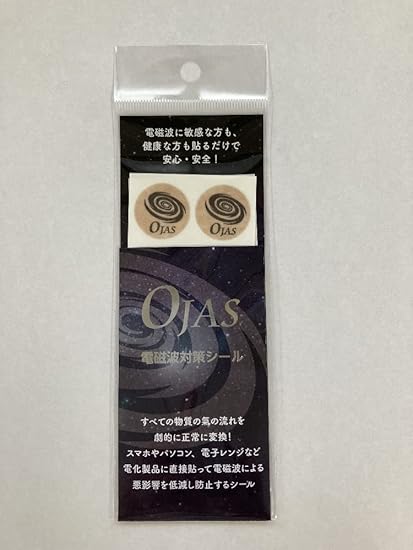 電磁波に敏感な方も、
健康な方も貼るだけで
安心・安全！
OJAS
OJAS
OJAS
電磁波対策シール
すべての物質の氣の流れを
劇的に正常に変換！
スマホやパソコン、電子レンジなど
電化製品に直接貼って電磁波による
悪影響を低減し防止するシール